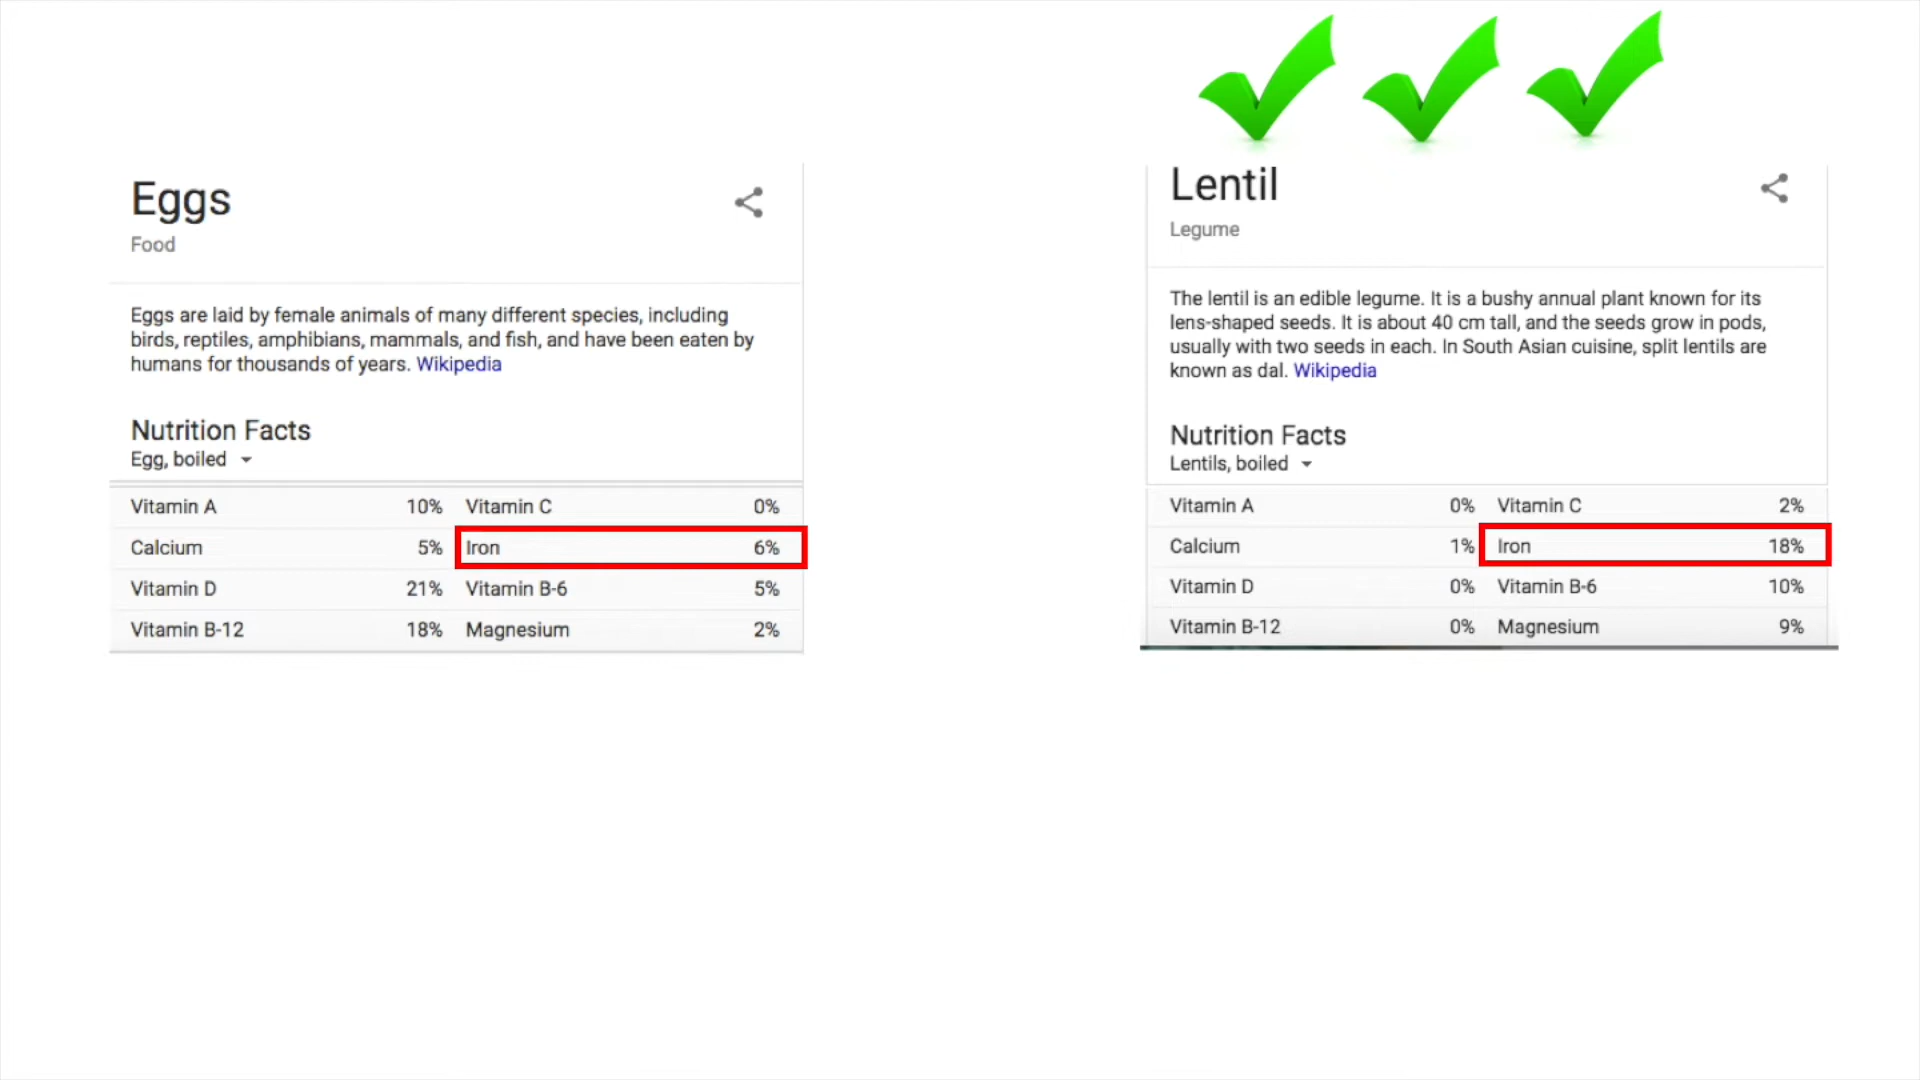 Eggs
Food
Eggs are laid by female animals of many different species, including
birds, reptiles, amphibians, mammals, and fish, and have been eaten by
humans for thousands of years. Wikipedia
Nutrition Facts
Egg, boiled
Vitamin A 10% Vitamin C 0%
Calcium 5% Iron 6%
Vitamin D 21% Vitamin B-6 5%
Vitamin B-12 18% Magnesium 2%
Lentil
Legume
The lentil is an edible legume. It is a bushy annual plant known for its
lens-shaped seeds. It is about 40 cm tall, and the seeds grow in pods,
usually with two seeds in each. In South Asian cuisine, split lentils are
known as dal. Wikipedia
Nutrition Facts
Lentils, boiled
Vitamin A 0% Vitamin C 2%
Calcium 1% Iron 18%
Vitamin D 0% Vitamin B-6 10%
Vitamin B-12 0% Magnesium 9%